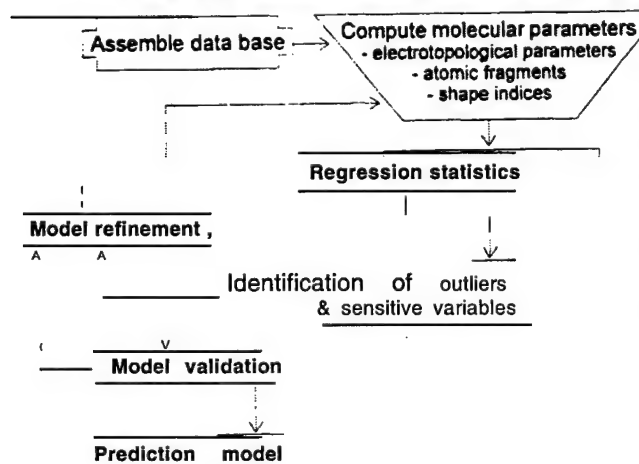 Assemble data base
Compute molecular parameters
- electrotopological parameters
- atomic fragments
- shape indices
Regression statistics
Model refinement ,
Identification of outliers
& sensitive variables
Model validation
Prediction model